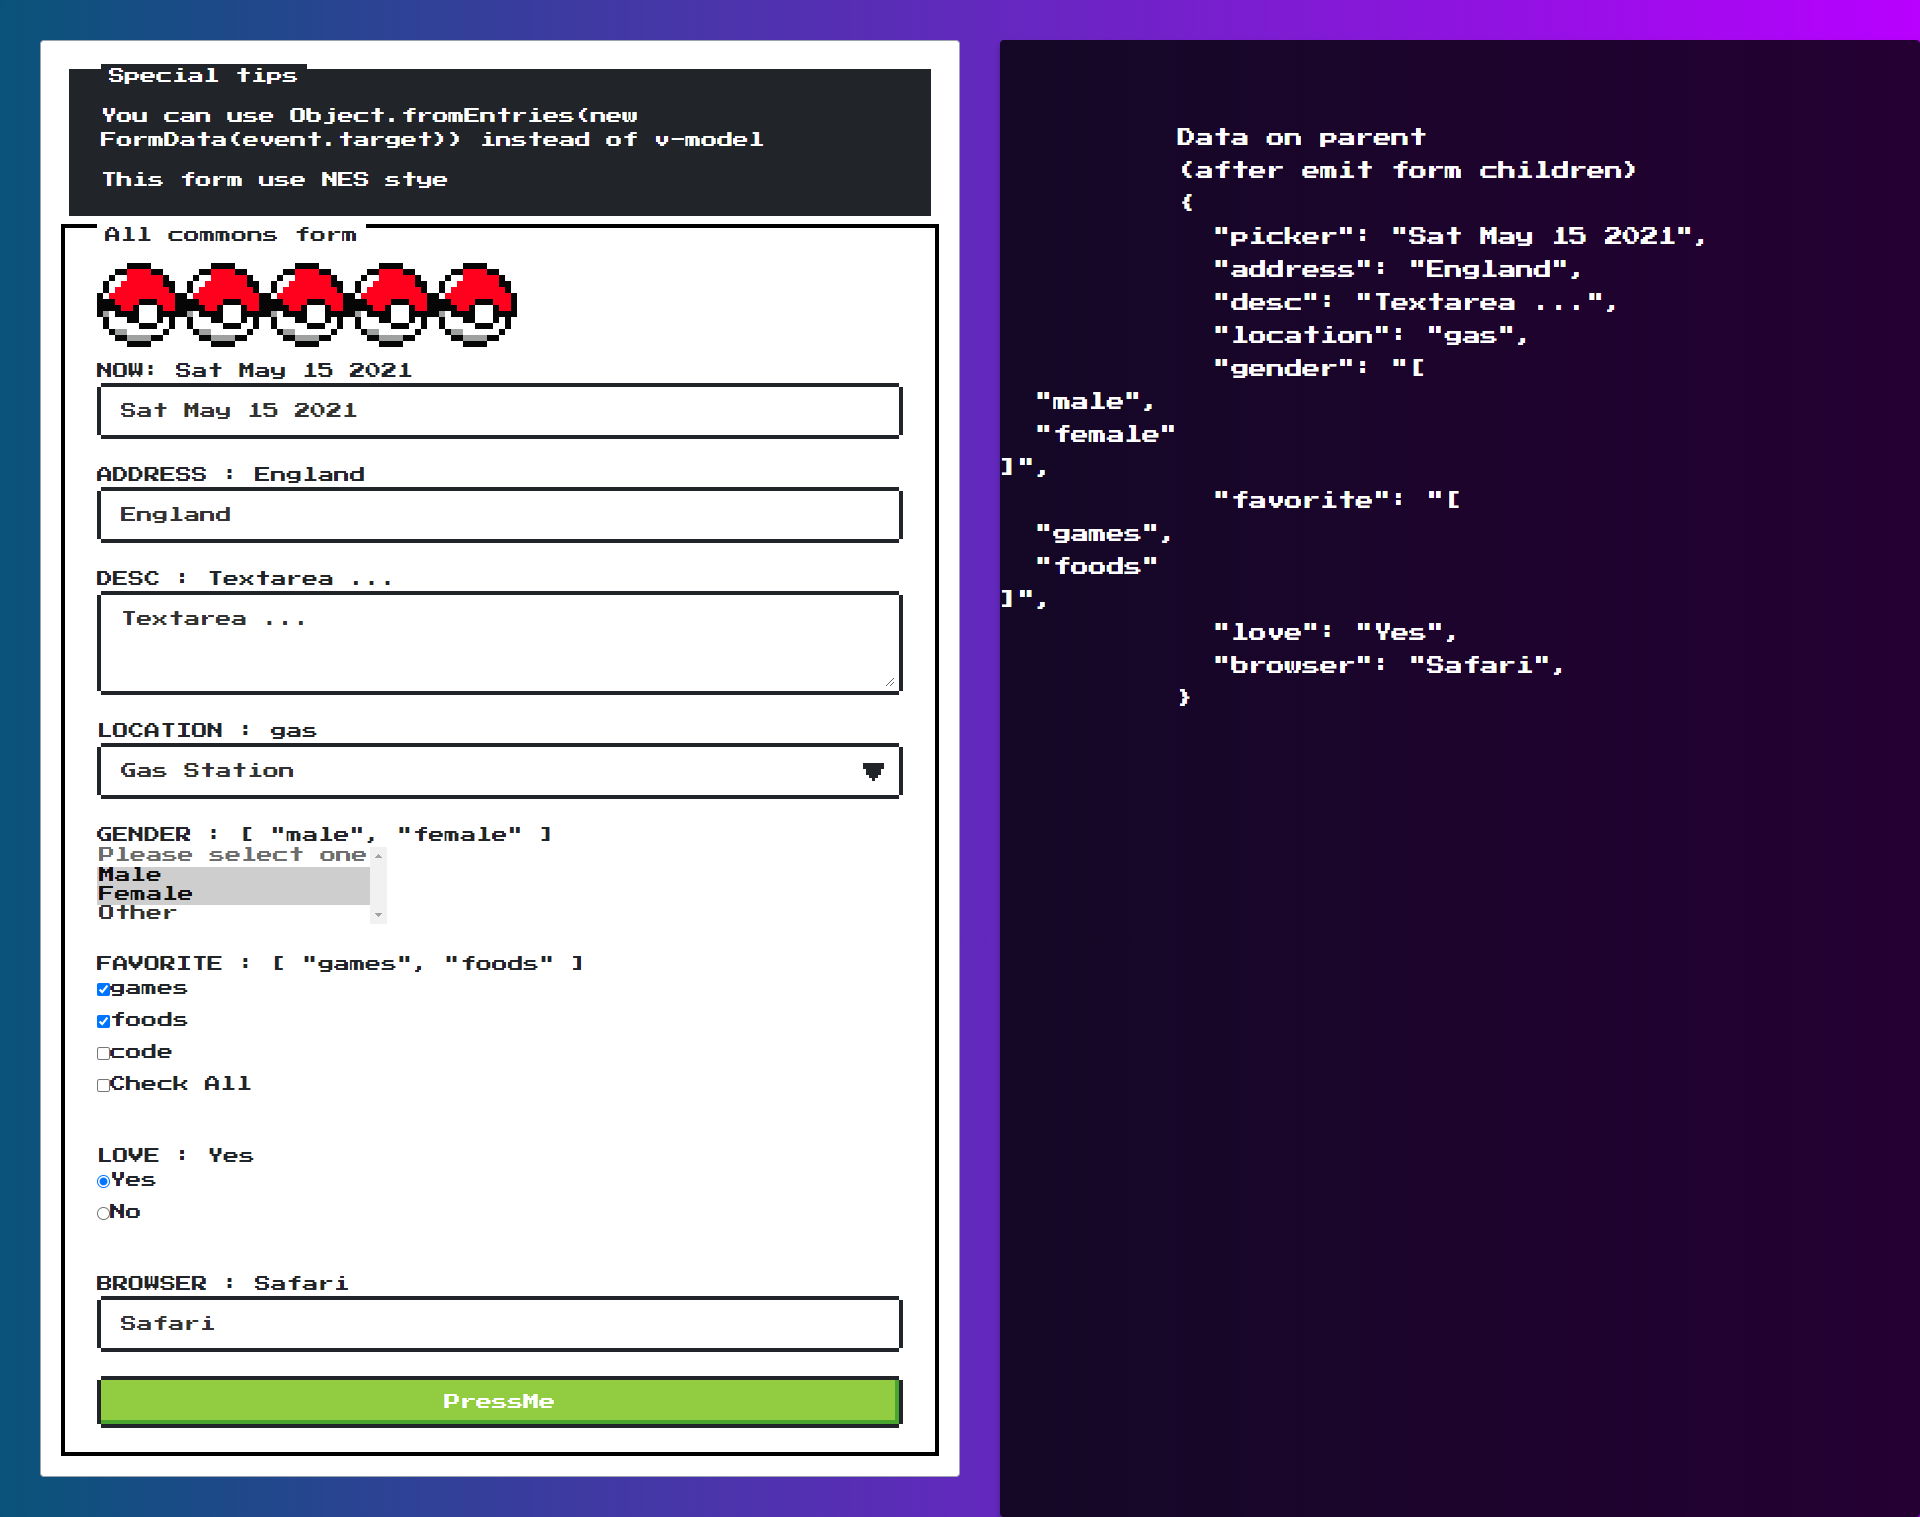 Special tips
You can use Object.fromEntries(new
FormData(event.target)) instead of v-model
This form use NES stye
All commons form
NOW: Sat May 15 2021
Sat May 15 2021
ADDRESS : England
England
DESC : Textarea ...
Textarea ...
LOCATION : gas
Gas Station
GENDER : [ "male", "female" ]
Please select one
Male
Female
Other
FAVORITE : [ "games", "foods" ]
games
foods
code
Check All
LOVE : Yes
Yes
No
BROWSER : Safari
Safari
PressMe
Data on parent
(after emit form children)
{
"picker": "Sat May 15 2021",
"address": "England",
"desc": "Textarea ...",
"location": "gas",
"gender": "[
"male",
"female"
]",
"favorite": "[
"games",
"foods"
]",
"love": "Yes",
"browser": "Safari",
}